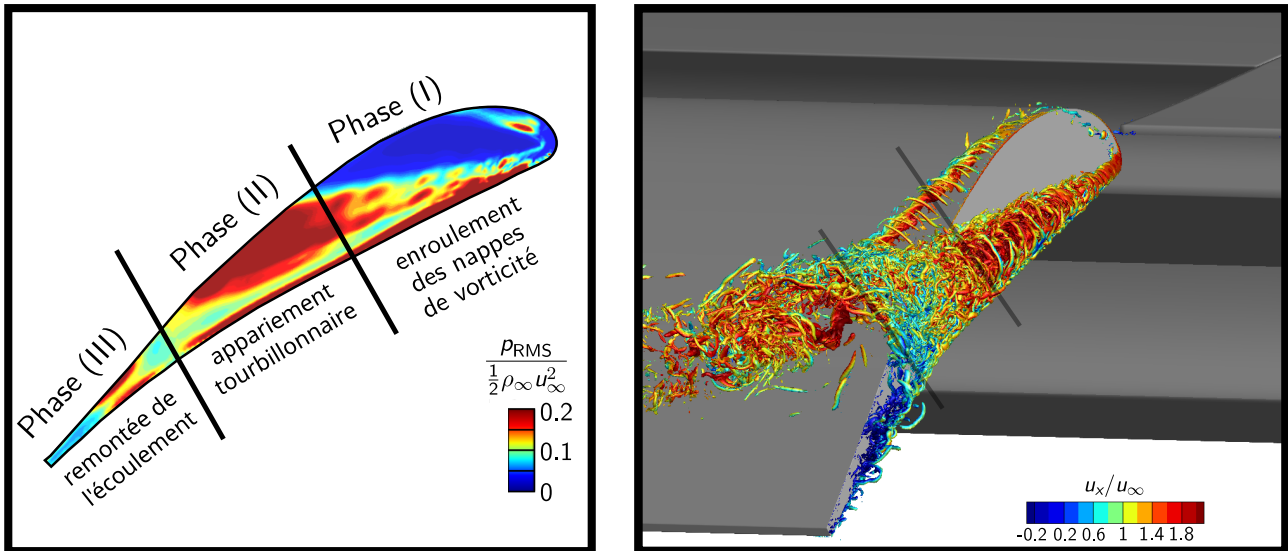 Phase (I)
Phase (II)
Phase (III)
enroulement
des nappes
de vorticité
appariement
tourbillonnaire
remontée de
l'écoulement
p_RMS
½ρ∞u∞²
0.2
0.1
0
u_x/u∞
-0.2 0.2 0.6 1 1.4 1.8